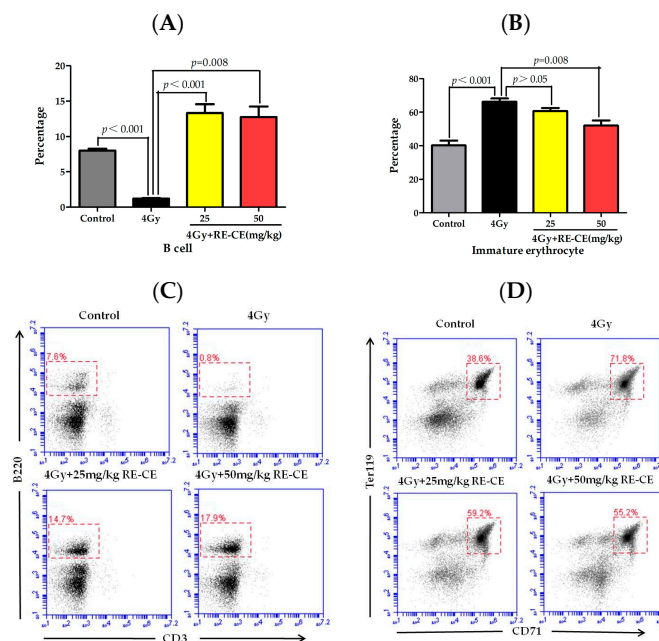 (A)
p=0.008
p< 0.001
p< 0.001
Percentage
20
15
10
5
0
Control
4Gy
25
50
4Gy+RE-CE(mg/kg)
B cell
(B)
p=0.008
p< 0.001
p> 0.05
Percentage
80
60
40
20
0
Control
4Gy
25
50
4Gy+RE-CE(mg/kg)
Immature erythrocyte
(C)
Control
4Gy
7.6%
0.8%
4Gy+25mg/kg RE-CE
4Gy+50mg/kg RE-CE
14.7%
17.9%
B220
CD3
(D)
Control
4Gy
38.6%
71.8%
4Gy+25mg/kg RE-CE
4Gy+50mg/kg RE-CE
59.2%
55.2%
Ter119
CD71